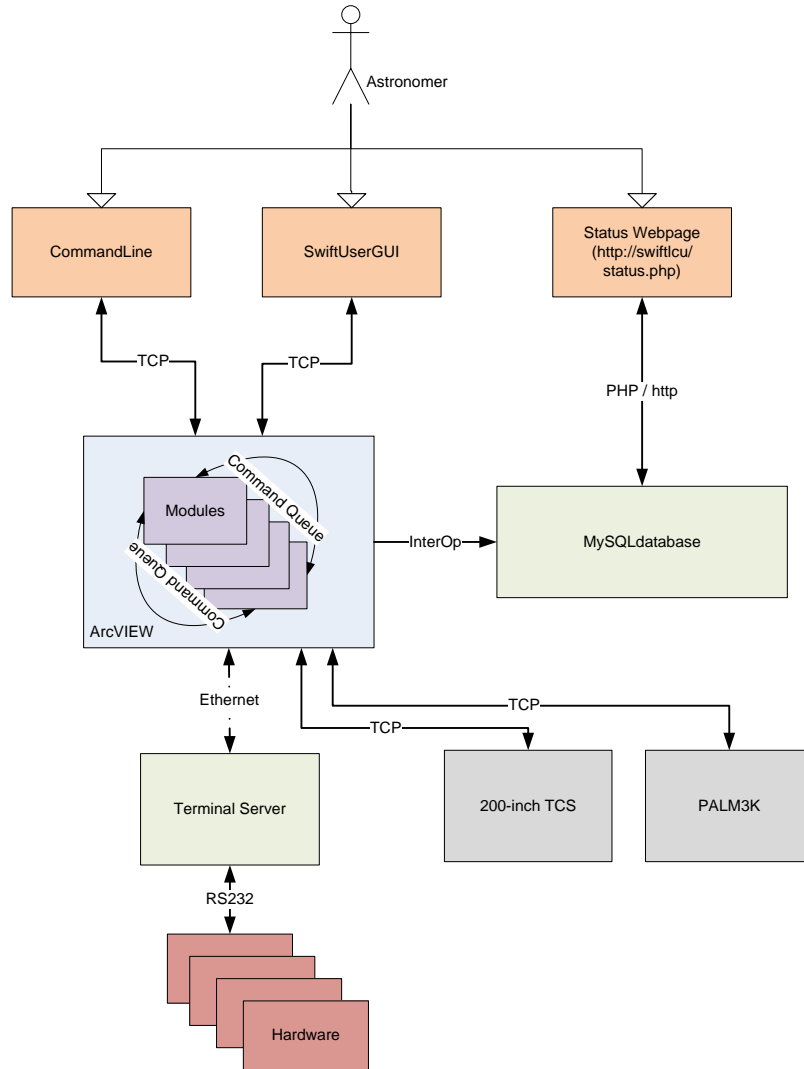 Astronomer
CommandLine
SwiftUserGUI
Status Webpage
(http://swiftlcu/
status.php)
TCP
TCP
PHP / http
Command Queue
Modules
Command Queue
ArcVIEW
InterOp
MySQLdatabase
Ethernet
TCP
TCP
Terminal Server
200-inch TCS
PALM3K
RS232
Hardware